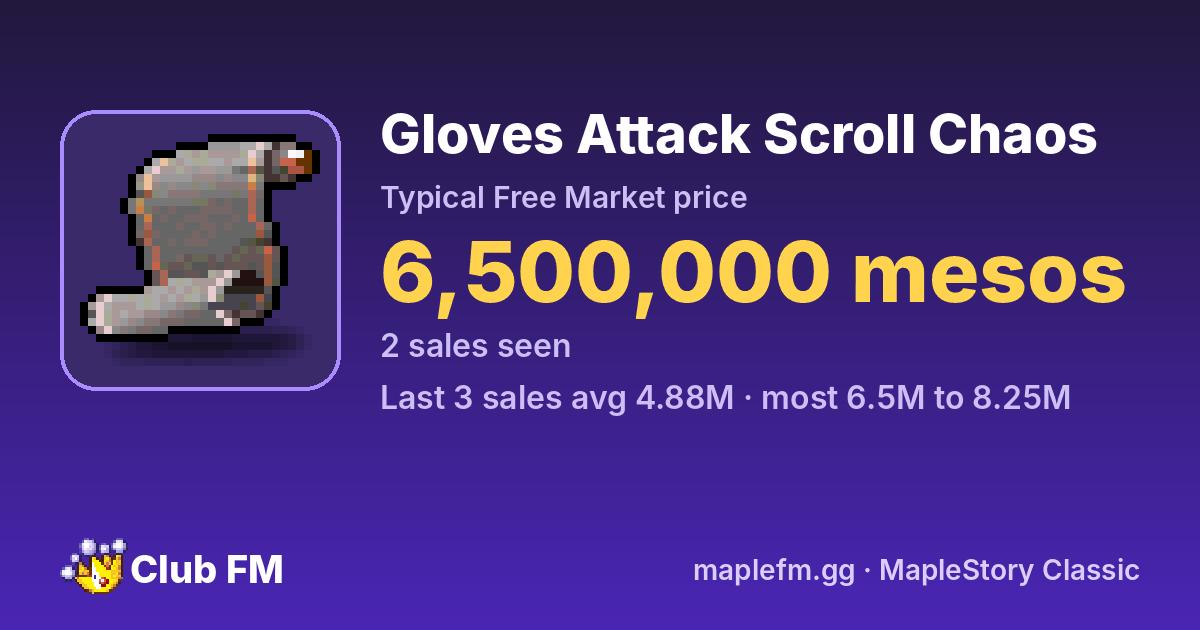 Gloves Attack Scroll Chaos
Typical Free Market price
6,500,000 mesos
2 sales seen
Last 3 sales avg 4.88M · most 6.5M to 8.25M
Club FM
maplefm.gg · MapleStory Classic